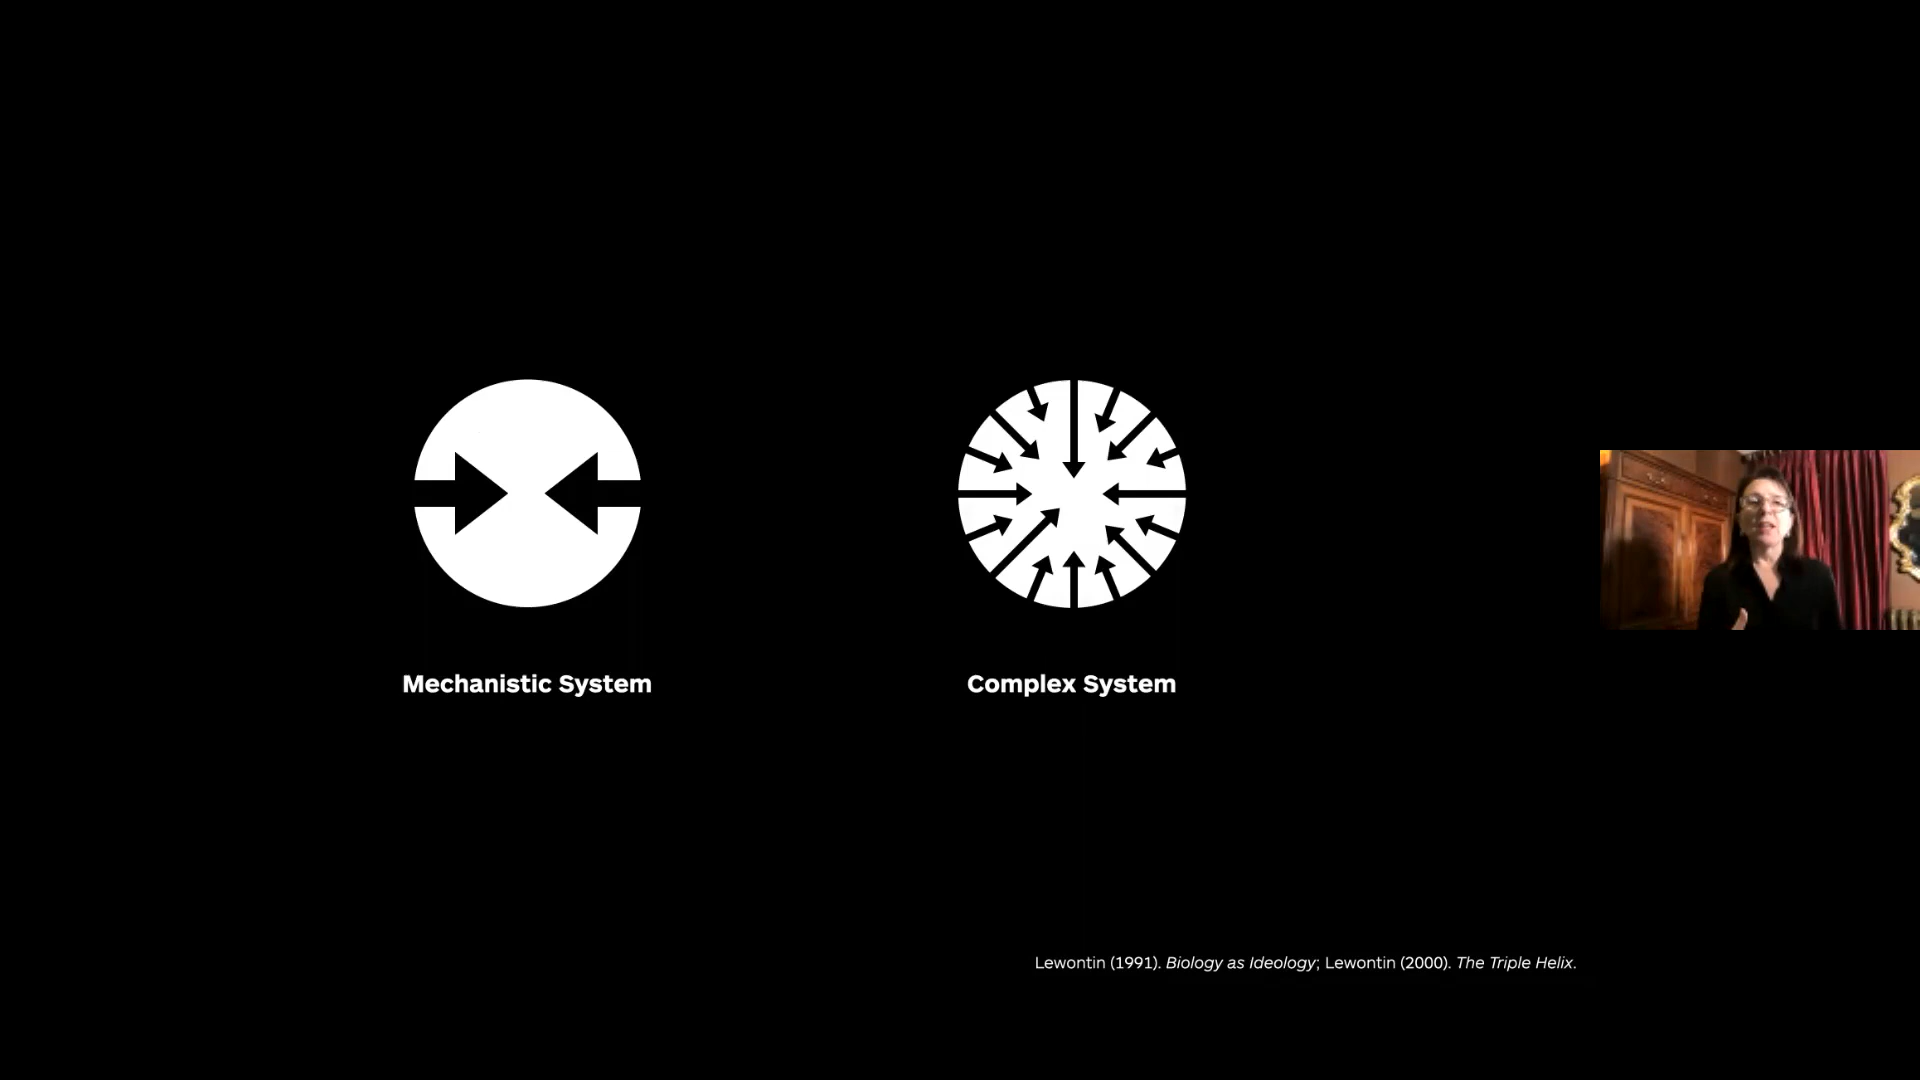 Mechanistic System
Complex System
Lewontin (1991). Biology as Ideology; Lewontin (2000). The Triple Helix.